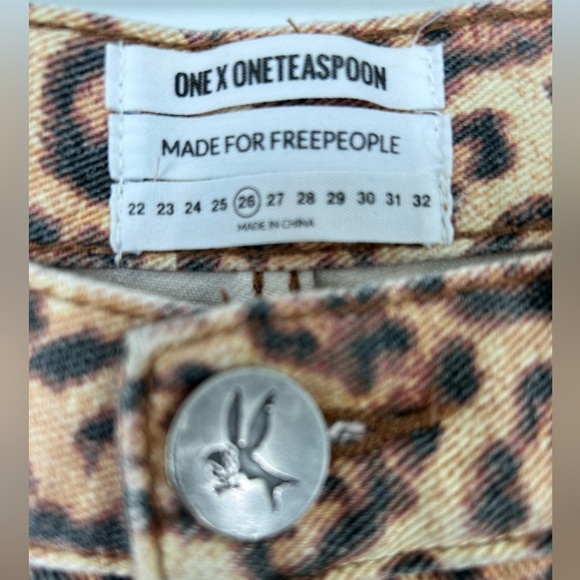 ONE X ONETEASPOON
MADE FOR FREEPEOPLE
22 23 24 25 26 27 28 29 30 31 32
MADE IN CHINA